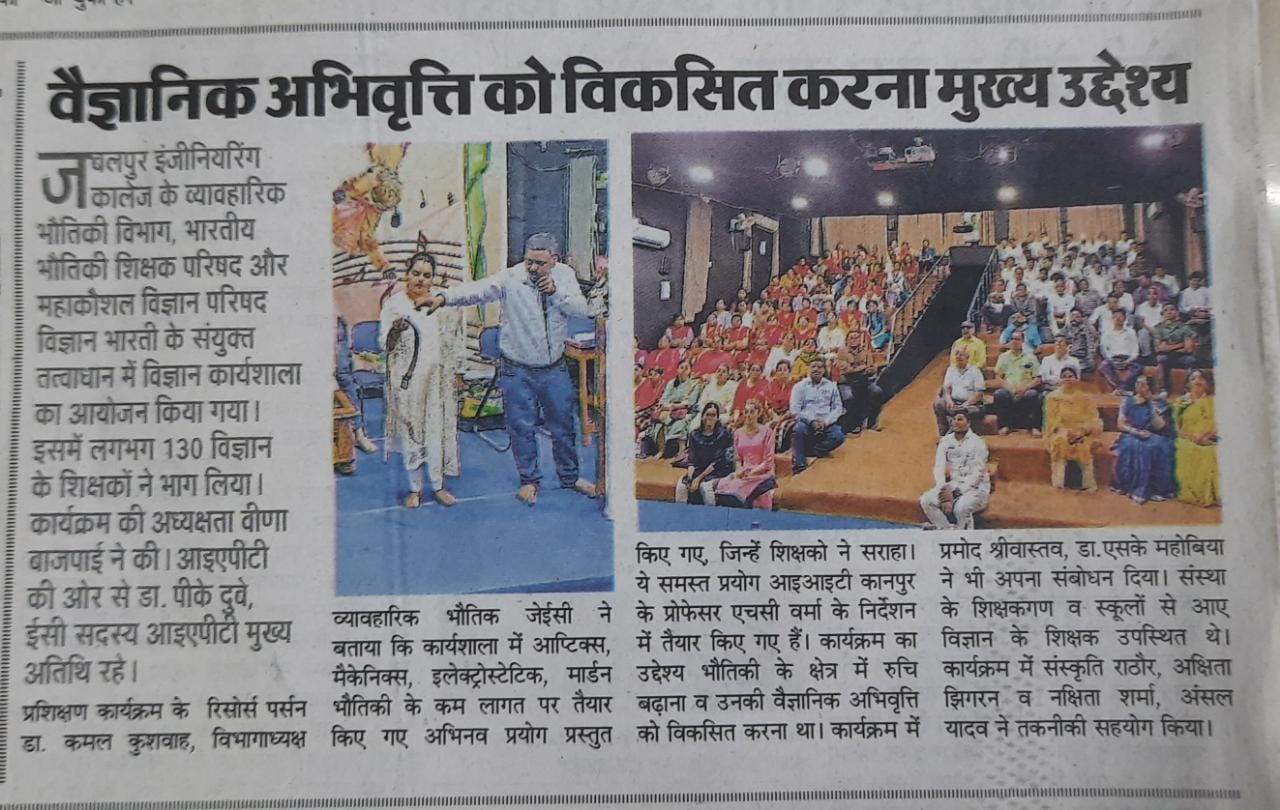 वैज्ञानिक अभिवृत्ति को विकसित करना मुख्य उद्देश्य
जबलपुर इंजीनियरिंग
कालेज के व्यावहारिक
भौतिकी विभाग, भारतीय
भौतिकी शिक्षक परिषद और
महाकौशल विज्ञान परिषद
विज्ञान भारती के संयुक्त
तत्वाधान में विज्ञान कार्यशाला
का आयोजन किया गया।
इसमें लगभग 130 विज्ञान
के शिक्षकों ने भाग लिया।
कार्यक्रम की अध्यक्षता वीणा
बाजपाई ने की। आइएपीटी
की ओर से डा. पीके दुवे,
ईसी सदस्य आइएपीटी मुख्य
अतिथि रहे।
प्रशिक्षण कार्यक्रम के रिसोर्स पर्सन
डा. कमल कुशवाह, विभागाध्यक्ष
व्यावहारिक भौतिक जेईसी ने
बताया कि कार्यशाला में आप्टिक्स,
मैकेनिक्स, इलेक्ट्रोस्टेटिक, मार्डन
भौतिकी के कम लागत पर तैयार
किए गए अभिनव प्रयोग प्रस्तुत
किए गए, जिन्हें शिक्षको ने सराहा।
ये समस्त प्रयोग आइआइटी कानपुर
के प्रोफेसर एचसी वर्मा के निर्देशन
में तैयार किए गए हैं। कार्यक्रम का
उद्देश्य भौतिकी के क्षेत्र में रुचि
बढ़ाना व उनकी वैज्ञानिक अभिवृत्ति
को विकसित करना था। कार्यक्रम में
प्रमोद श्रीवास्तव, डा.एसके महोबिया
ने भी अपना संबोधन दिया। संस्था
के शिक्षकगण व स्कूलों से आए
विज्ञान के शिक्षक उपस्थित थे।
कार्यक्रम में संस्कृति राठौर, अक्षिता
झिगरन व नक्षिता शर्मा, अंसल
यादव ने तकनीकी सहयोग किया।